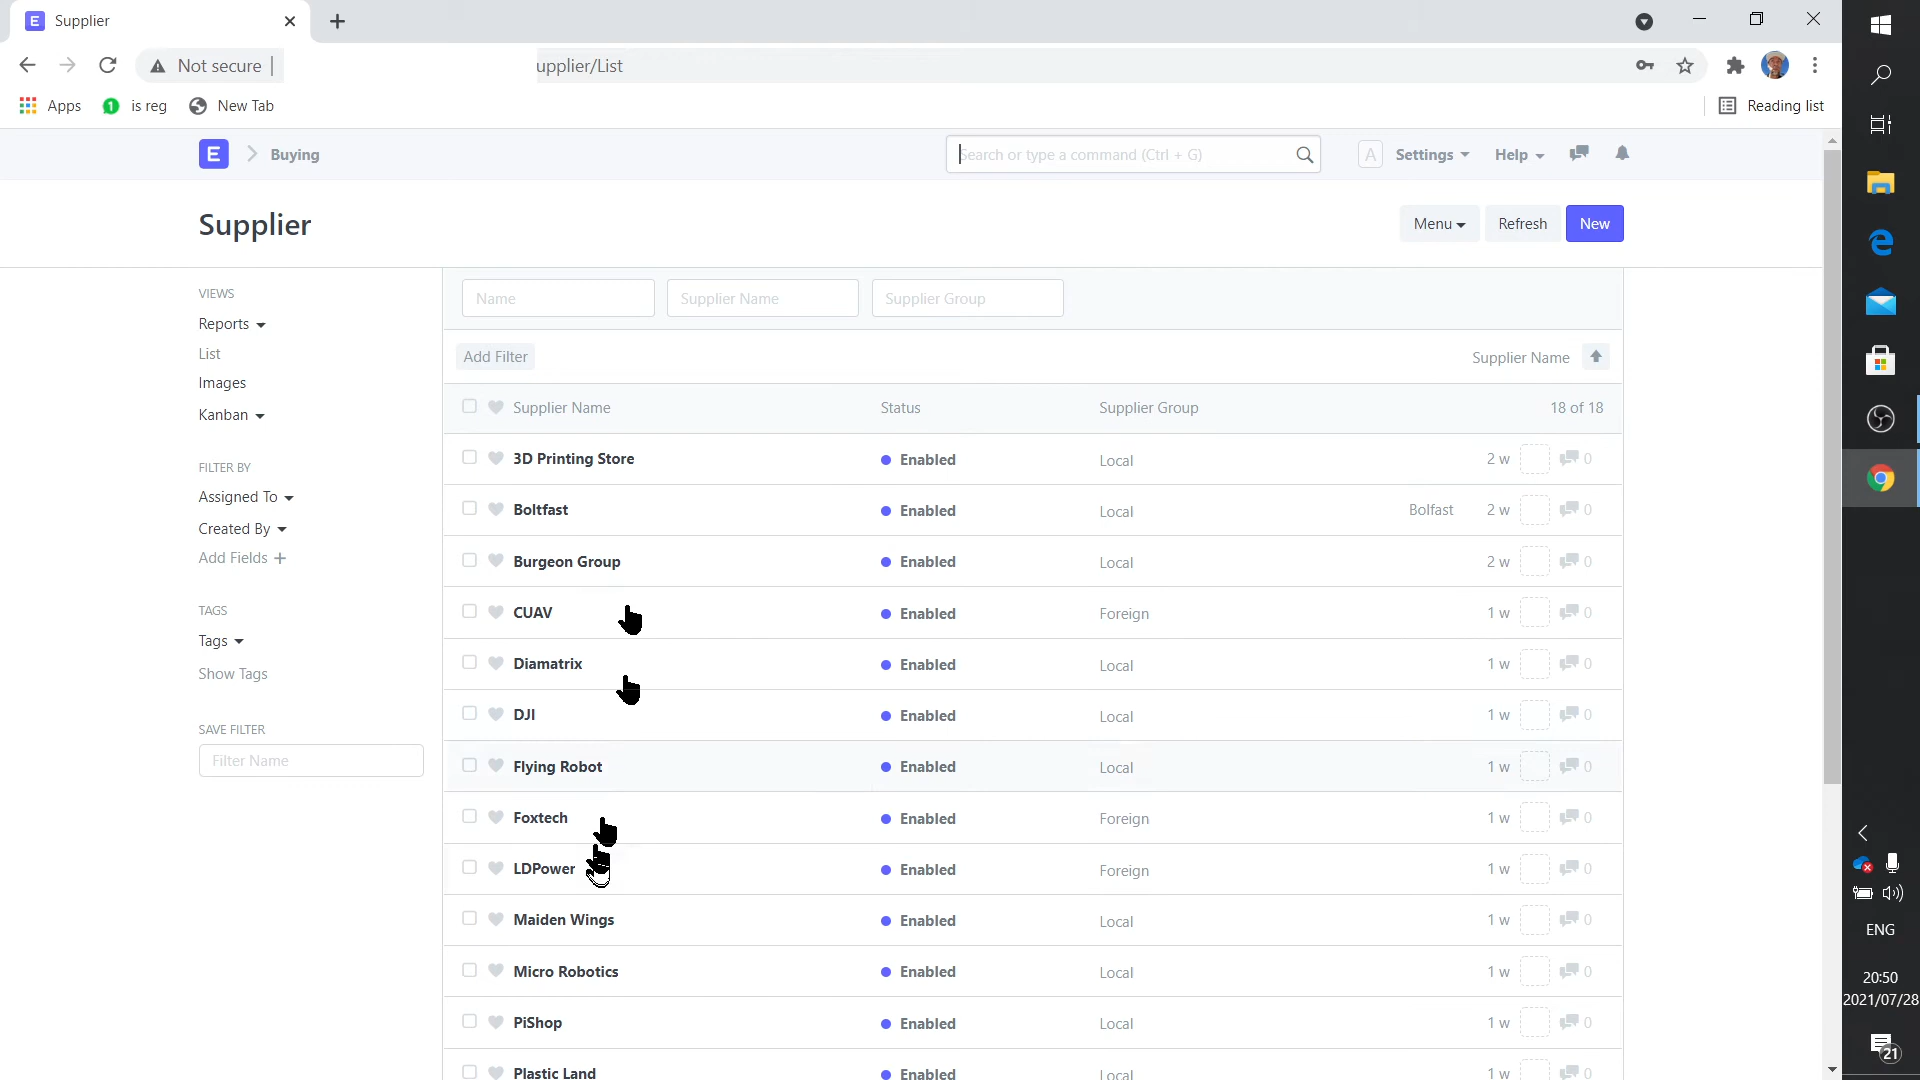 E Supplier
Not secure upplier/List
Apps 1 is reg New Tab Reading list
E Buying Search or type a command (Ctrl + G) A Settings Help
Supplier Menu Refresh New
VIEWS
Reports
List
Images
Kanban
FILTER BY
Assigned To
Created By
Add Fields +
TAGS
Tags
Show Tags
SAVE FILTER
Filter Name
Name Supplier Name Supplier Group
Add Filter Supplier Name
Supplier Name Status Supplier Group 18 of 18
3D Printing Store Enabled Local 2 w 0
Boltfast Enabled Local Bolfast 2 w 0
Burgeon Group Enabled Local 2 w 0
CUAV Enabled Foreign 1 w 0
Diamatrix Enabled Local 1 w 0
DJI Enabled Local 1 w 0
Flying Robot Enabled Local 1 w 0
Foxtech Enabled Foreign 1 w 0
LDPower Enabled Foreign 1 w 0
Maiden Wings Enabled Local 1 w 0
Micro Robotics Enabled Local 1 w 0
PiShop Enabled Local 1 w 0
Plastic Land Enabled Local 1 w 0
ENG
20:50
2021/07/28
21